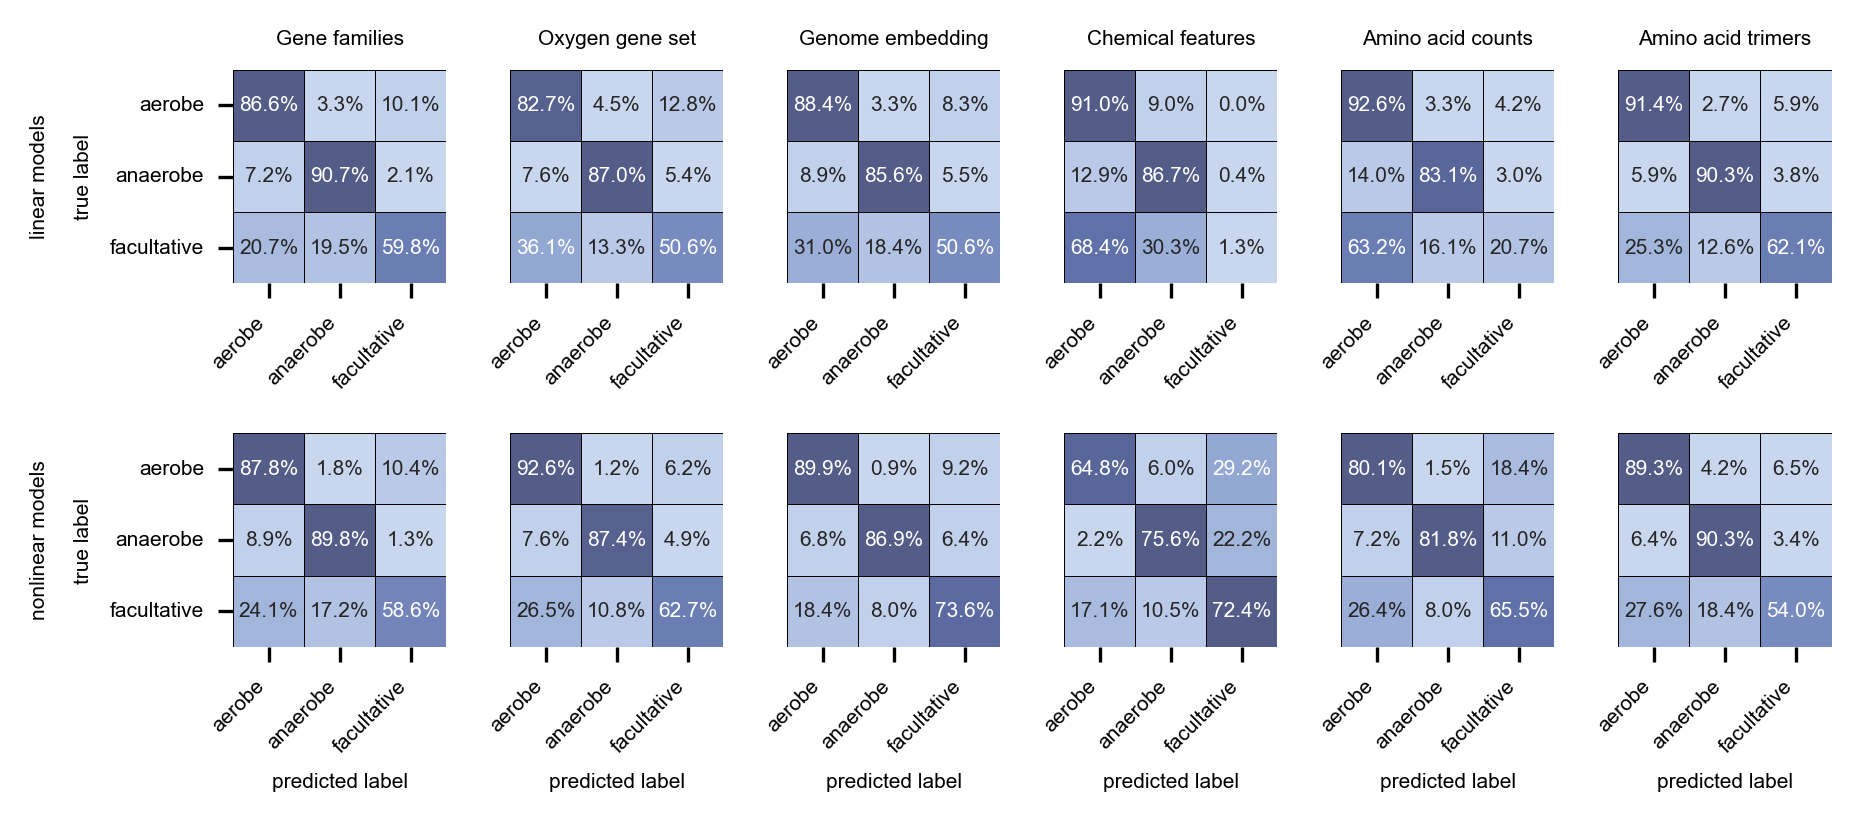 Gene families Oxygen gene set Genome embedding Chemical features Amino acid counts Amino acid trimers
linear models
true label
aerobe 86.6% 3.3% 10.1% 82.7% 4.5% 12.8% 88.4% 3.3% 8.3% 91.0% 9.0% 0.0% 92.6% 3.3% 4.2% 91.4% 2.7% 5.9%
anaerobe 7.2% 90.7% 2.1% 7.6% 87.0% 5.4% 8.9% 85.6% 5.5% 12.9% 86.7% 0.4% 14.0% 83.1% 3.0% 5.9% 90.3% 3.8%
facultative 20.7% 19.5% 59.8% 36.1% 13.3% 50.6% 31.0% 18.4% 50.6% 68.4% 30.3% 1.3% 63.2% 16.1% 20.7% 25.3% 12.6% 62.1%
aerobe anaerobe facultative aerobe anaerobe facultative aerobe anaerobe facultative aerobe anaerobe facultative aerobe anaerobe facultative aerobe anaerobe facultative
nonlinear models
true label
aerobe 87.8% 1.8% 10.4% 92.6% 1.2% 6.2% 89.9% 0.9% 9.2% 64.8% 6.0% 29.2% 80.1% 1.5% 18.4% 89.3% 4.2% 6.5%
anaerobe 8.9% 89.8% 1.3% 7.6% 87.4% 4.9% 6.8% 86.9% 6.4% 2.2% 75.6% 22.2% 7.2% 81.8% 11.0% 6.4% 90.3% 3.4%
facultative 24.1% 17.2% 58.6% 26.5% 10.8% 62.7% 18.4% 8.0% 73.6% 17.1% 10.5% 72.4% 26.4% 8.0% 65.5% 27.6% 18.4% 54.0%
aerobe anaerobe facultative aerobe anaerobe facultative aerobe anaerobe facultative aerobe anaerobe facultative aerobe anaerobe facultative aerobe anaerobe facultative
predicted label predicted label predicted label predicted label predicted label predicted label